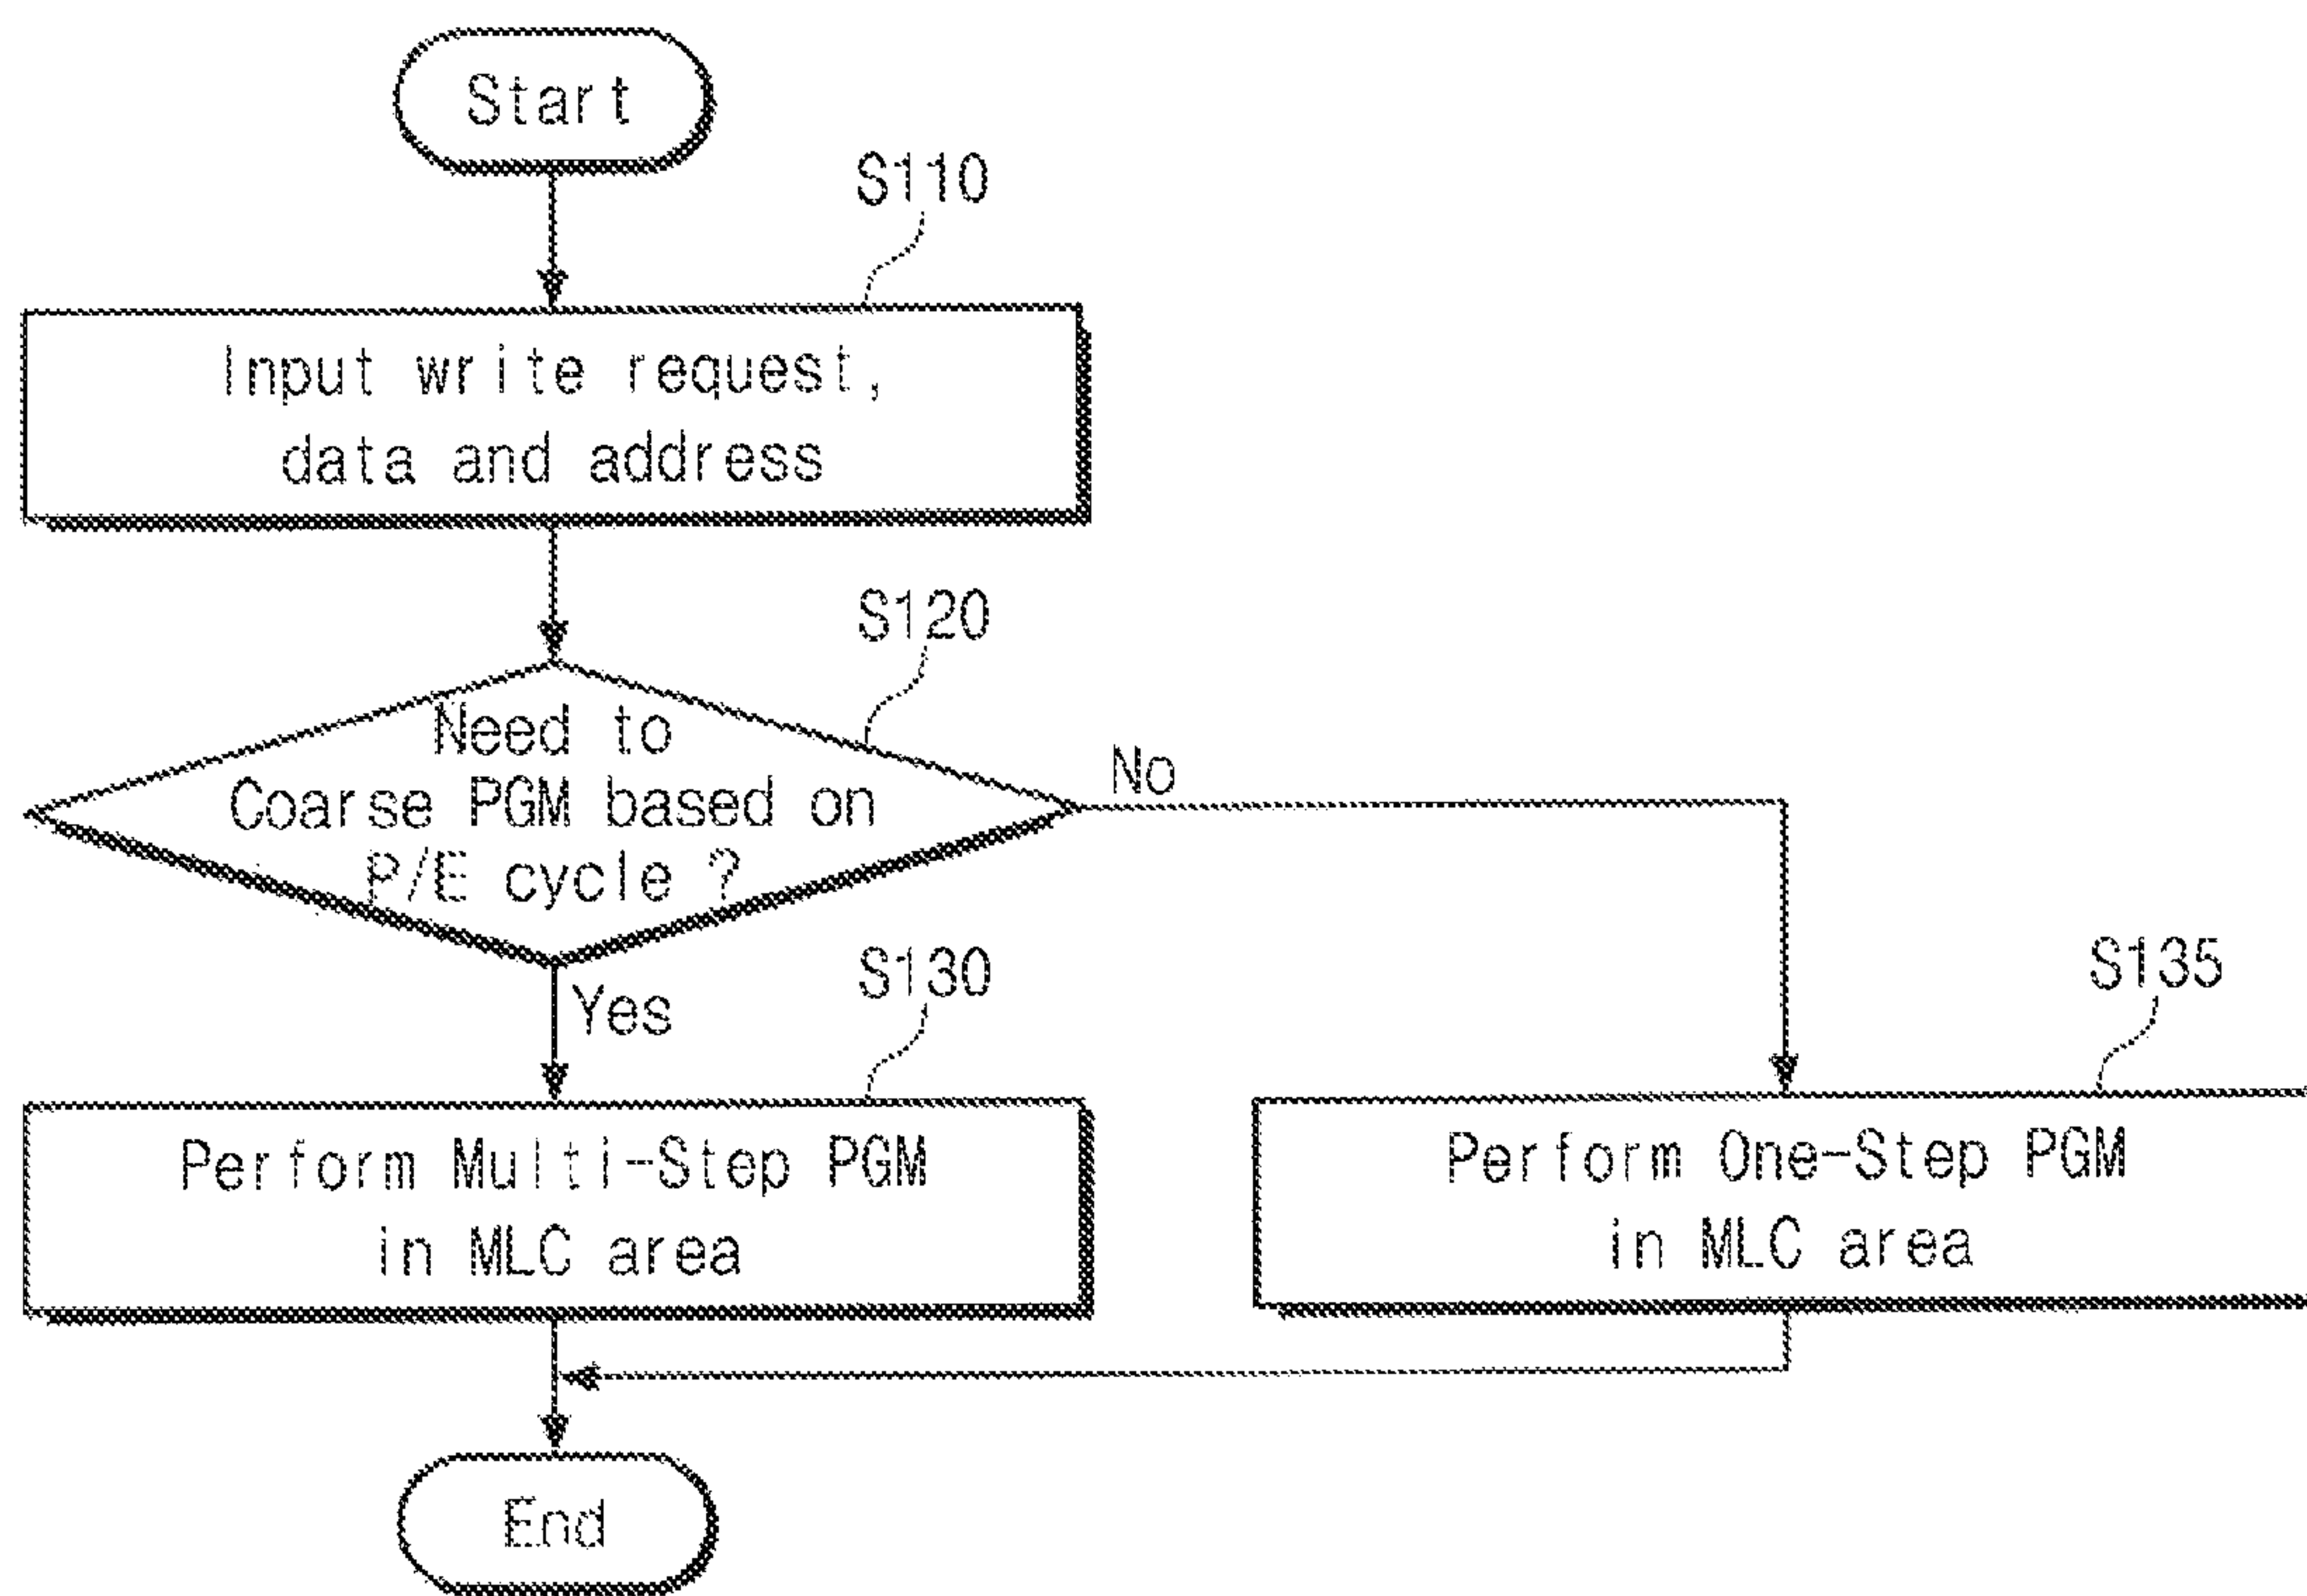 Start
S110
Input write request,
data and address
S120
Need to
Coarse PGM based on
P/E cycle ?
No
Yes
S130
Perform Multi-Step PGM
in MLC area
S135
Perform One-Step PGM
in MLC area
End